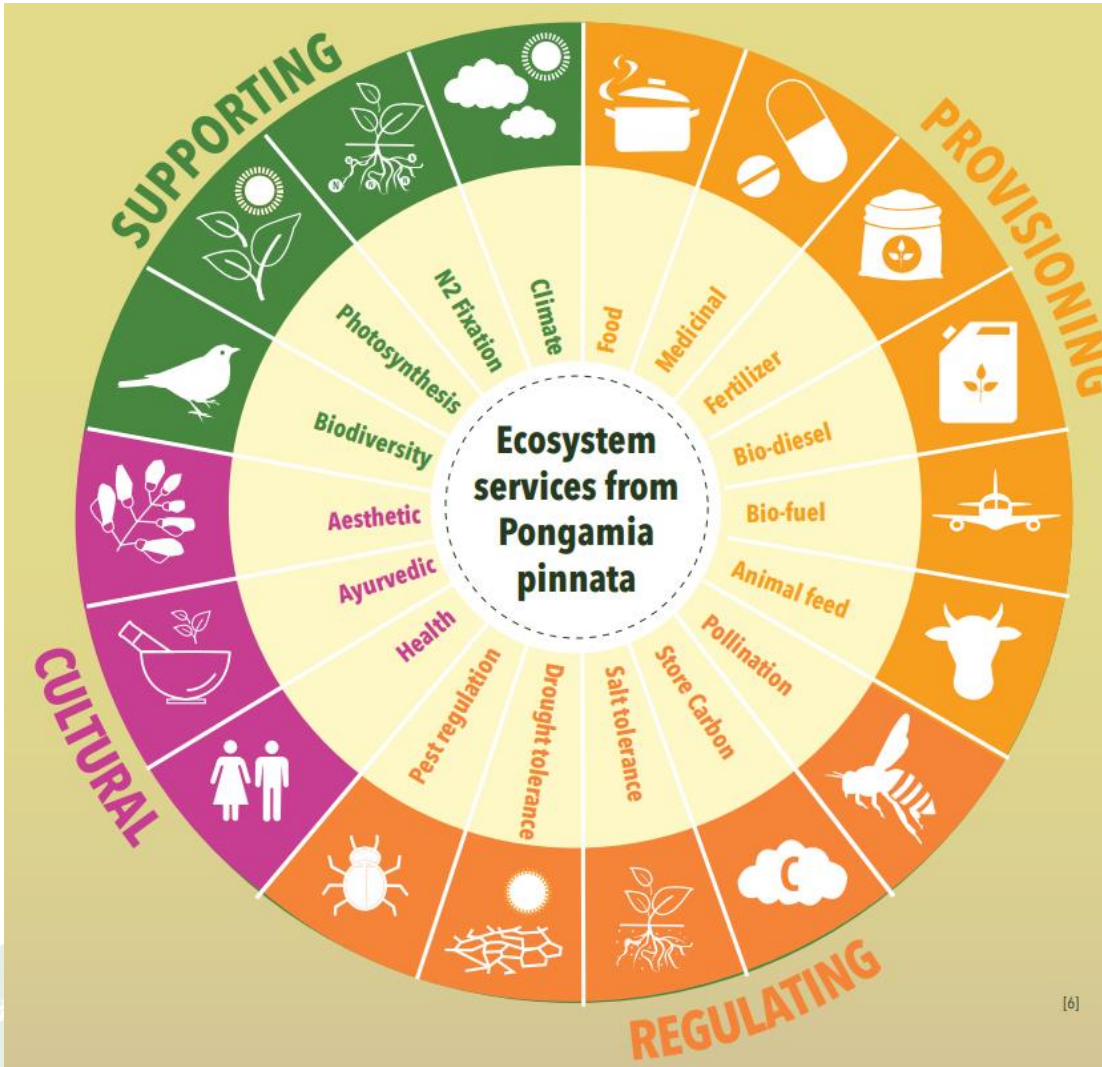 SUPPORTING
PROVISIONING
CULTURAL
REGULATING
Ecosystem
services from
Pongamia
pinnata
Food
Medicinal
Fertilizer
Bio-diesel
Bio-fuel
Animal feed
Pollination
Store Carbon
Salt tolerance
Drought tolerance
Pest regulation
Health
Ayurvedic
Aesthetic
Biodiversity
Photosynthesis
N2 Fixation
Climate
N
C
[6]